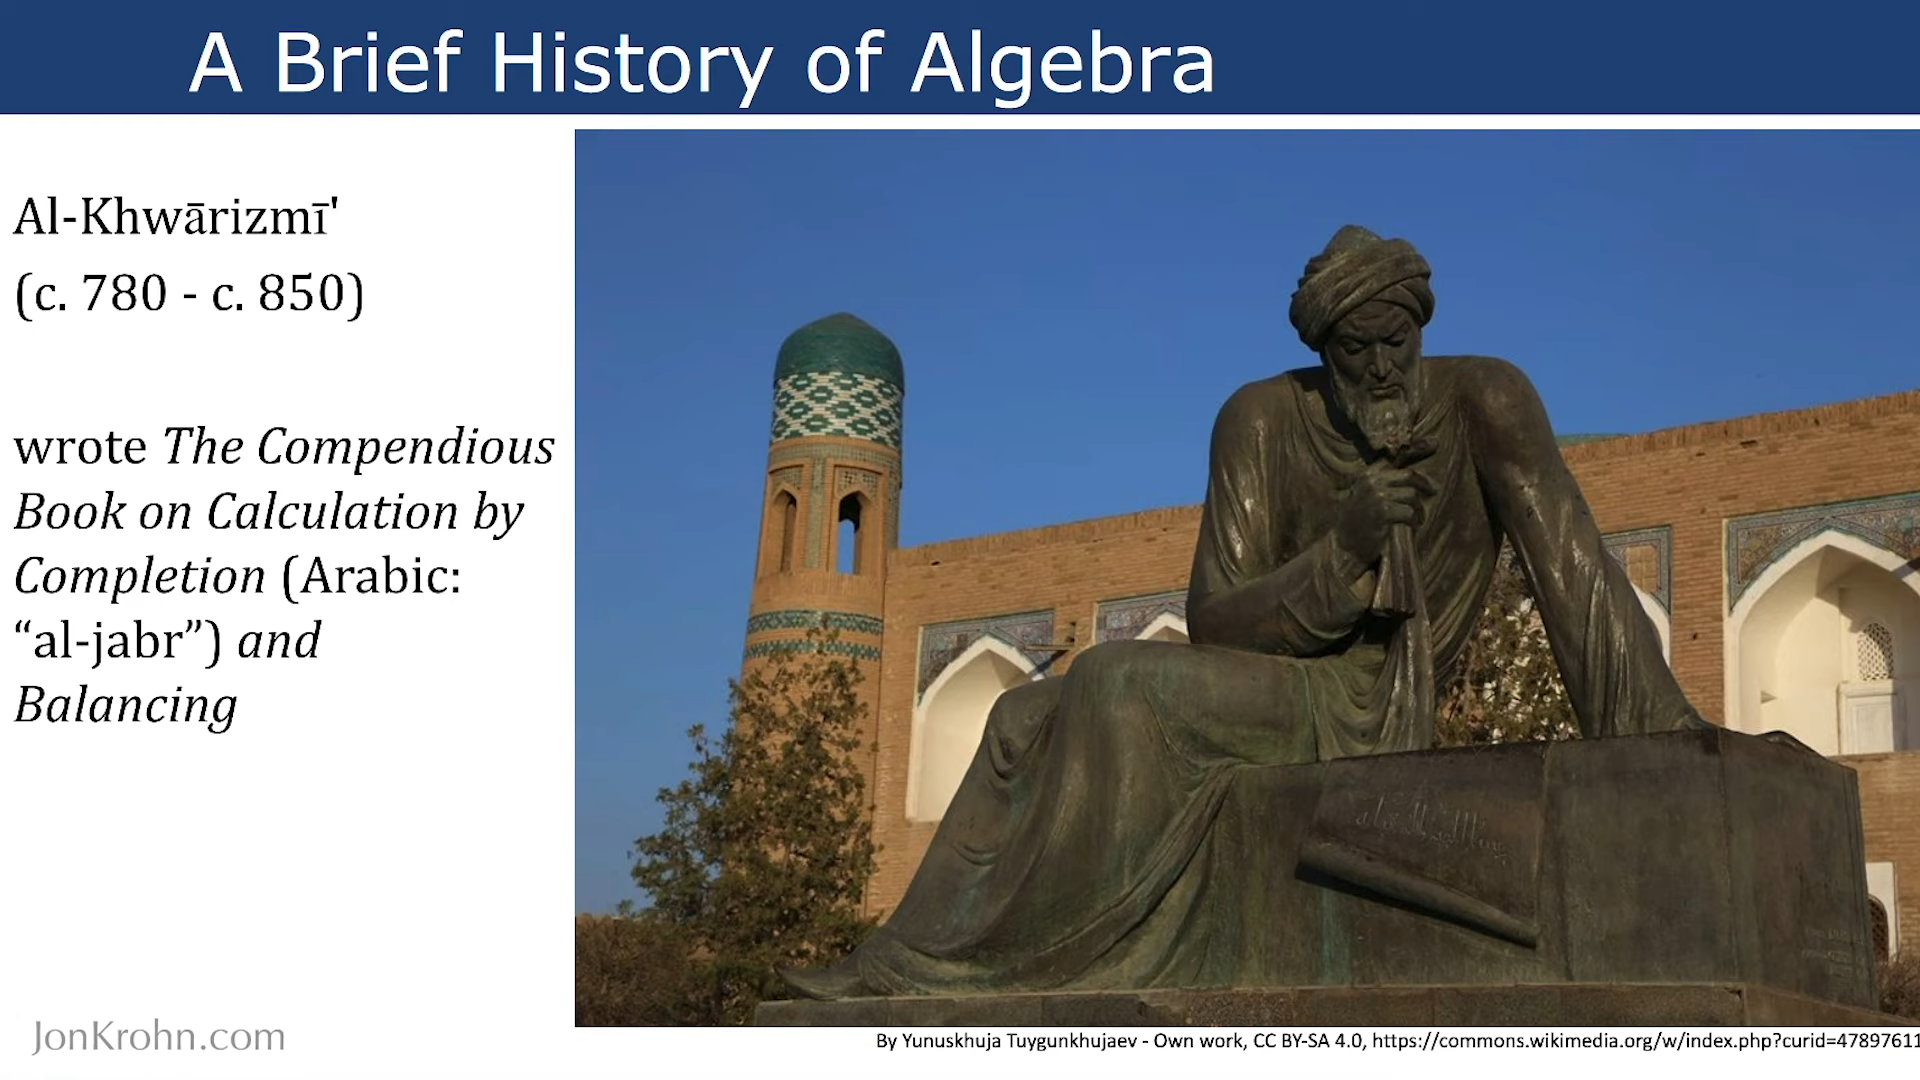 A Brief History of Algebra
Al-Khwārizmī'
(c. 780 - c. 850)
wrote The Compendious
Book on Calculation by
Completion (Arabic:
“al-jabr”) and
Balancing
JonKrohn.com
By Yunuskhuja Tuygunkhujaev - Own work, CC BY-SA 4.0, https://commons.wikimedia.org/w/index.php?curid=47897611